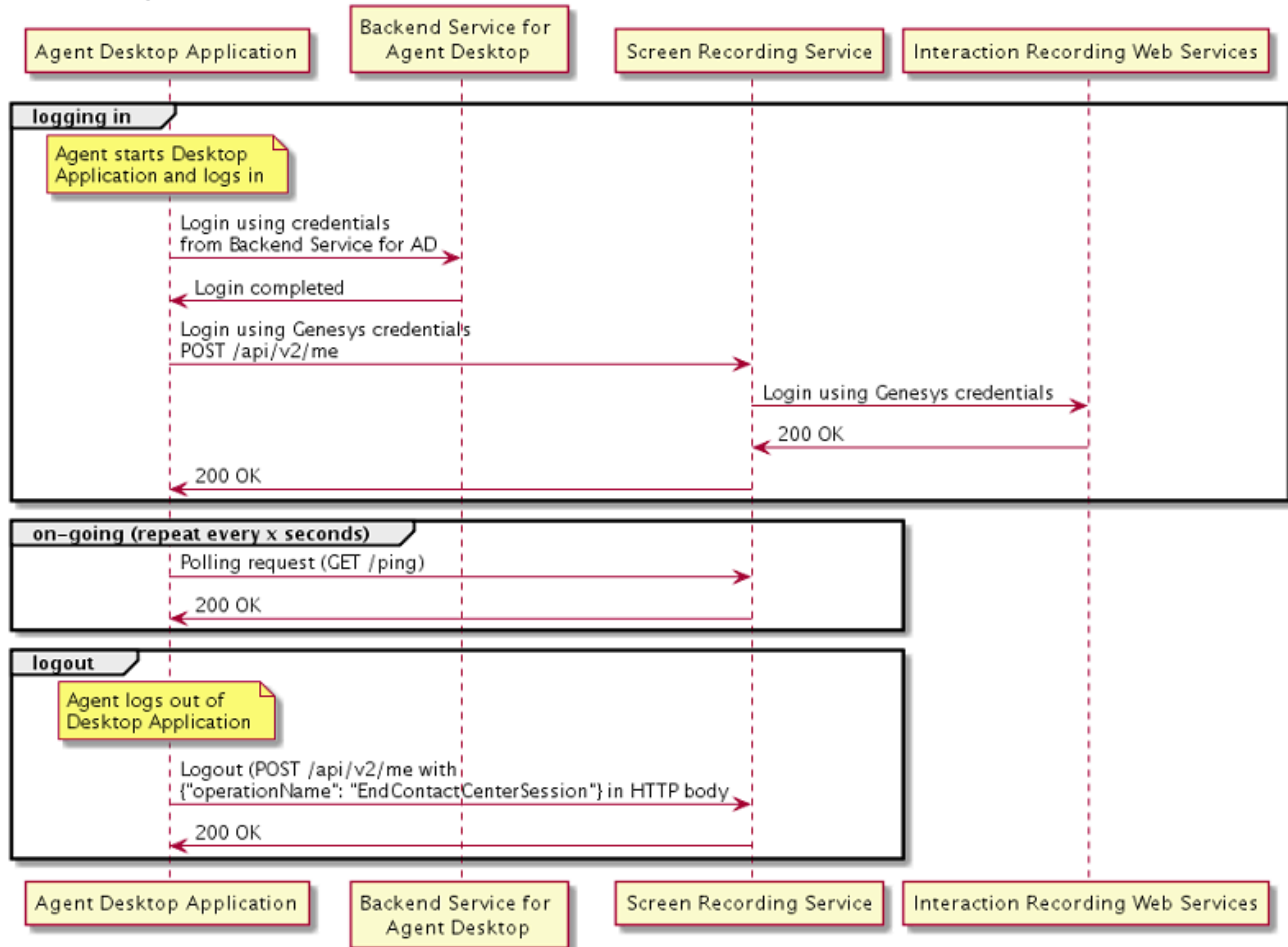 Agent Desktop Application
Backend Service for
Agent Desktop
Screen Recording Service
Interaction Recording Web Services
logging in
Agent starts Desktop
Application and logs in
Login using credentials
from Backend Service for AD
Login completed
Login using Genesys credentials
POST /api/v2/me
Login using Genesys credentials
200 OK
200 OK
on-going (repeat every x seconds)
Polling request (GET /ping)
200 OK
logout
Agent logs out of
Desktop Application
Logout (POST /api/v2/me with
{"operationName": "EndContactCenterSession"} in HTTP body
200 OK
Agent Desktop Application
Backend Service for
Agent Desktop
Screen Recording Service
Interaction Recording Web Services